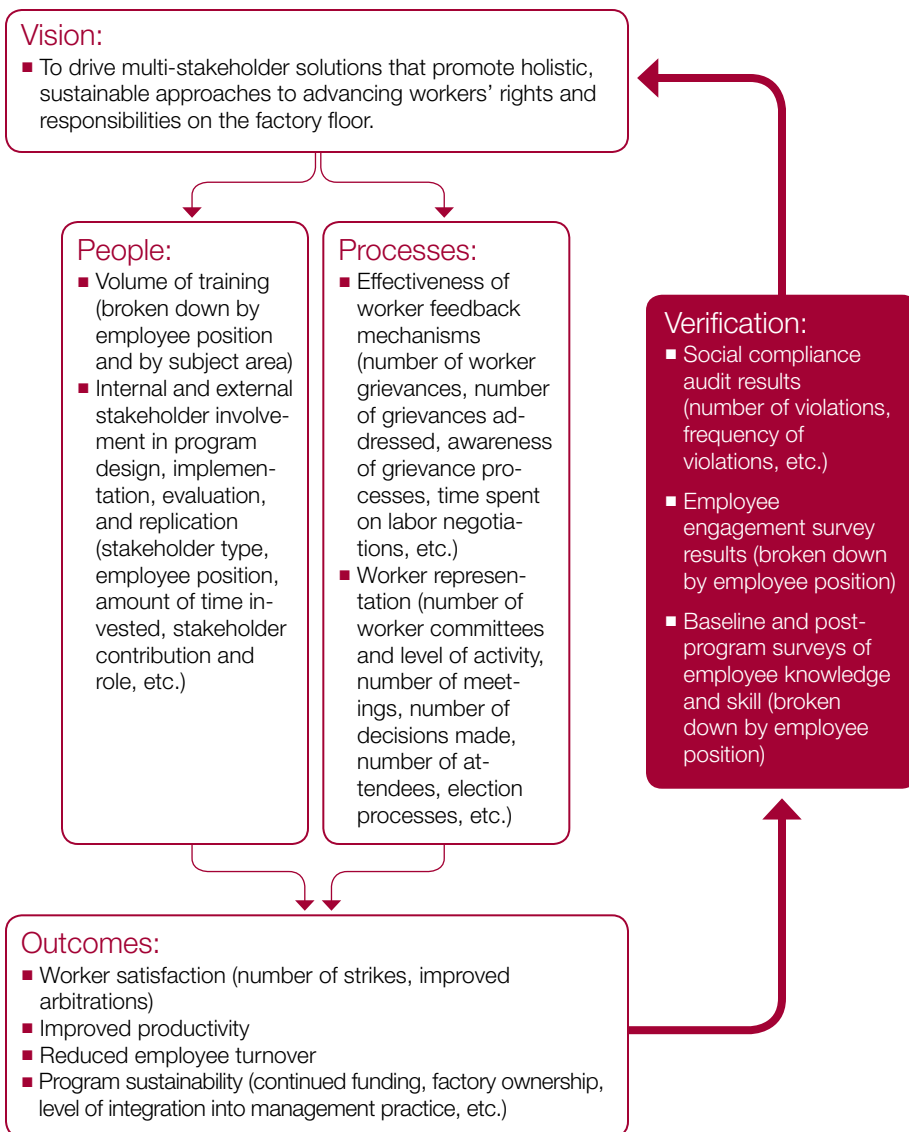 Vision:
■ To drive multi-stakeholder solutions that promote holistic,
sustainable approaches to advancing workers’ rights and
responsibilities on the factory floor.
People:
■ Volume of training
(broken down by
employee position
and by subject area)
■ Internal and external
stakeholder involve-
ment in program
design, implemen-
tation, evaluation,
and replication
(stakeholder type,
employee position,
amount of time in-
vested, stakeholder
contribution and
role, etc.)
Processes:
■ Effectiveness of
worker feedback
mechanisms
(number of worker
grievances, number
of grievances ad-
dressed, awareness
of grievance pro-
cesses, time spent
on labor negotia-
tions, etc.)
■ Worker represen-
tation (number of
worker committees
and level of activity,
number of meet-
ings, number of
decisions made,
number of at-
tendees, election
processes, etc.)
Outcomes:
■ Worker satisfaction (number of strikes, improved
arbitrations)
■ Improved productivity
■ Reduced employee turnover
■ Program sustainability (continued funding, factory ownership,
level of integration into management practice, etc.)
Verification:
■ Social compliance
audit results
(number of violations,
frequency of
violations, etc.)
■ Employee
engagement survey
results (broken down
by employee position)
■ Baseline and post-
program surveys of
employee knowledge
and skill (broken
down by employee
position)